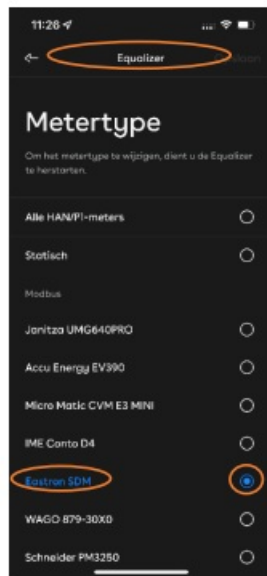 11:26
Equalizer
Metertype
Om het metertype te wijzigen, dient u de Equalizer
te herstarten.
Alle HAN/P1-meters
Statisch
Modbus
Janitza UMG640PRO
Accu Energy EV390
Micro Matic CVM E3 MINI
IME Conto D4
Eastron SDM
WAGO 879-30X0
Schneider PM3250